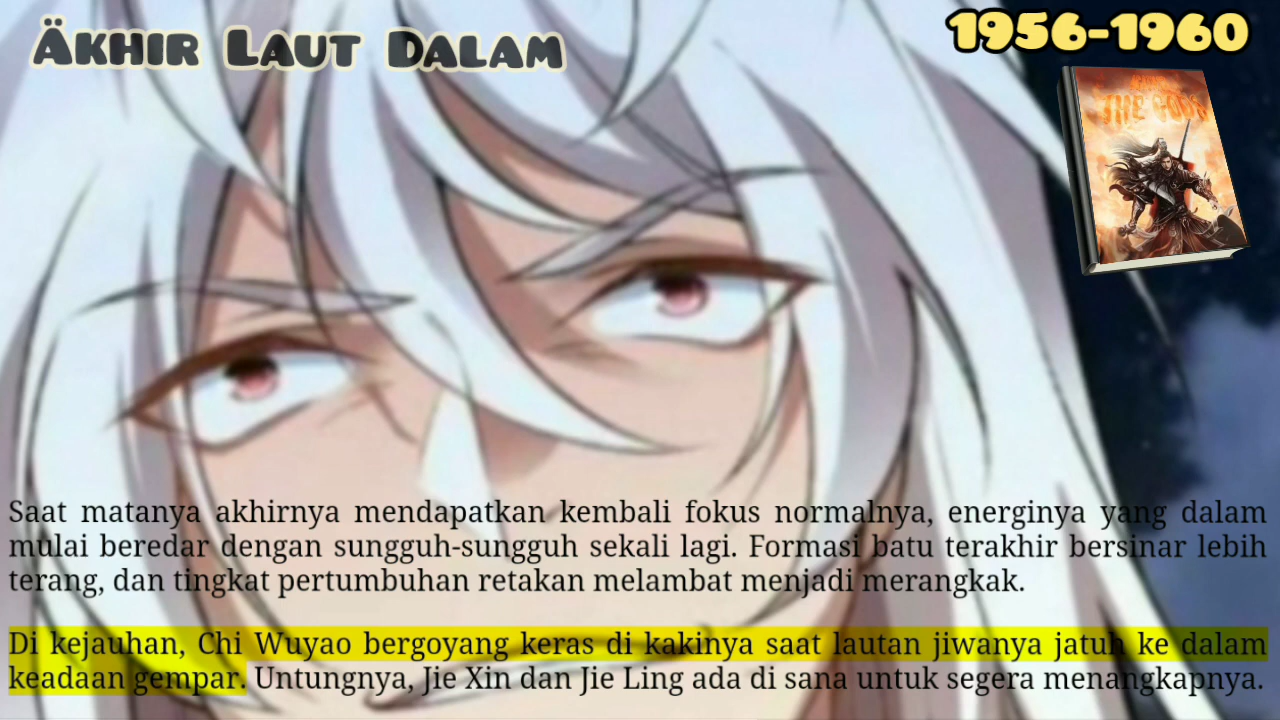 Äkhir Laut Dalam
1956-1960
THE GODS
Saat matanya akhirnya mendapatkan kembali fokus normalnya, energinya yang dalam
mulai beredar dengan sungguh-sungguh sekali lagi. Formasi batu terakhir bersinar lebih
terang, dan tingkat pertumbuhan retakan melambat menjadi merangkak.
Di kejauhan, Chi Wuyao bergoyang keras di kakinya saat lautan jiwanya jatuh ke dalam
keadaan gempar. Untungnya, Jie Xin dan Jie Ling ada di sana untuk segera menangkapnya.